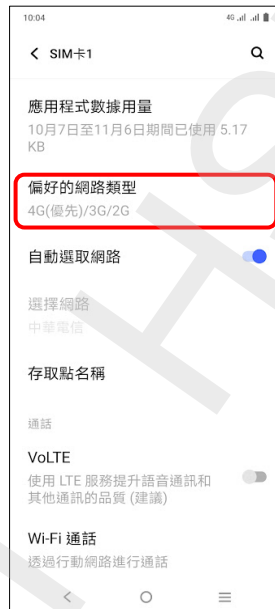 10:04
4G
SIM卡1
應用程式數據用量
10月7日至11月6日期間已使用 5.17
KB
偏好的網路類型
4G(優先)/3G/2G
自動選取網路
選擇網路
中華電信
存取點名稱
通話
VoLTE
使用 LTE 服務提升語音通訊和
其他通訊的品質 (建議)
Wi-Fi 通話
透過行動網路進行通話